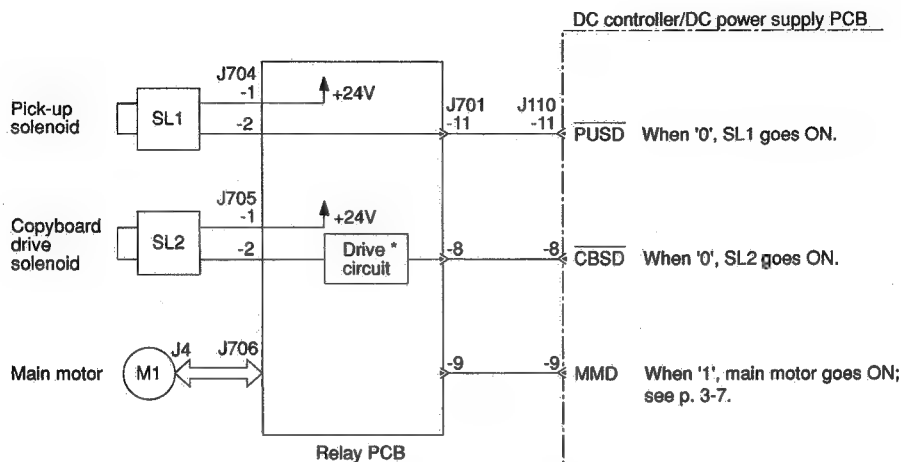 DC controller/DC power supply PCB
Pick-up
solenoid
SL1
J704
-1
-2
+24V
J701
-11
J110
-11
PUSD When '0', SL1 goes ON.
Copyboard
drive
solenoid
SL2
J705
-1
-2
+24V
Drive *
circuit
-8
-8
CBSD When '0', SL2 goes ON.
Main motor
M1
J4
J706
-9
-9
MMD When '1', main motor goes ON;
see p. 3-7.
Relay PCB